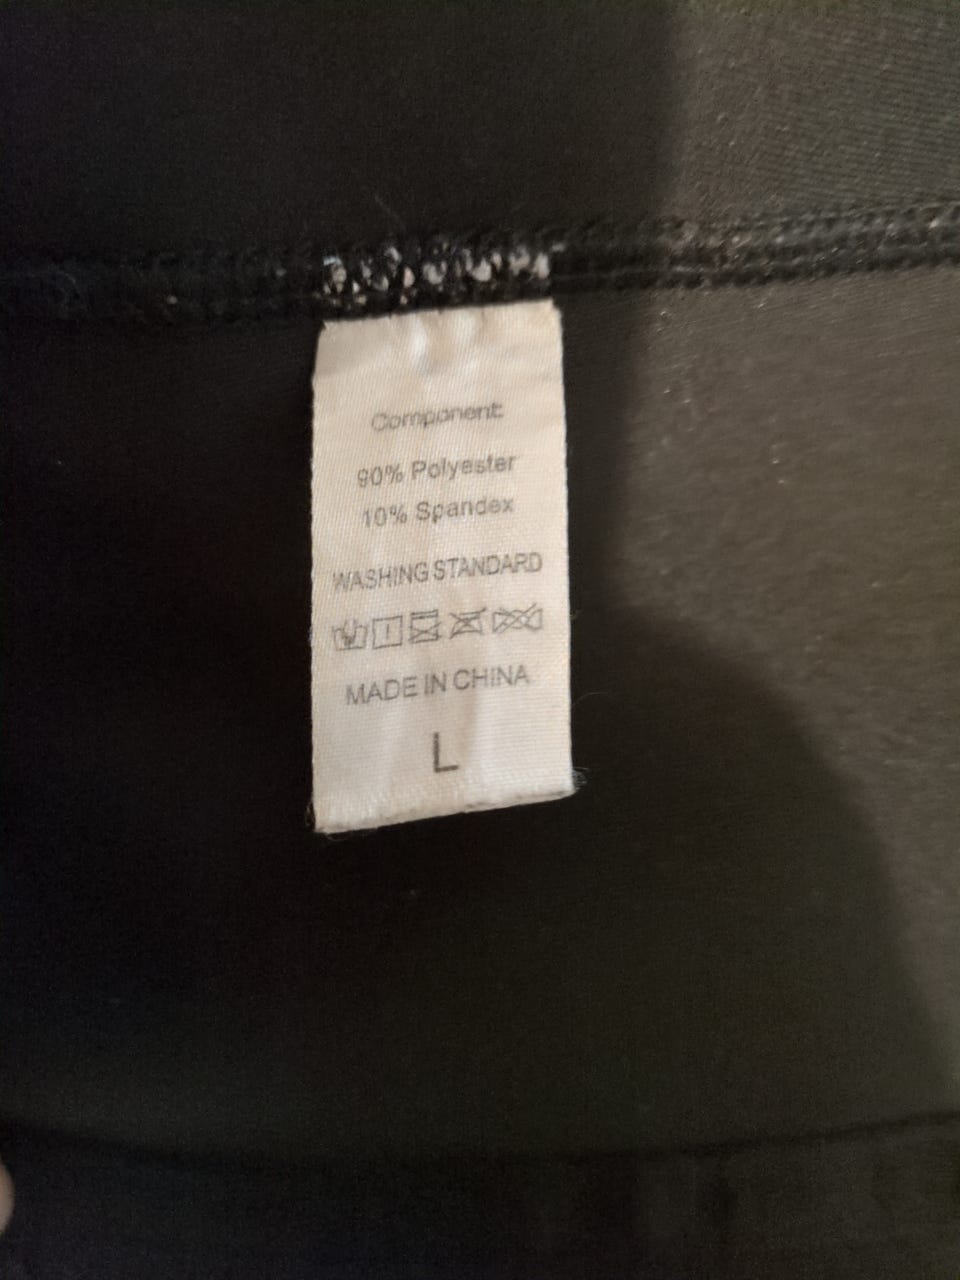 Component:
90% Polyester
10% Spandex
WASHING STANDARD
MADE IN CHINA
L